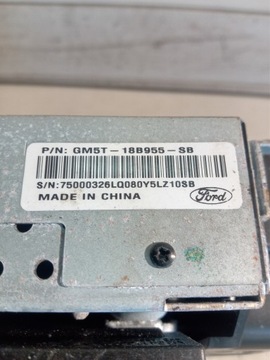 P/N: GM5T-18B955-SB
S/N:75000326LQ080Y5LZ10SB
MADE IN CHINA
Ford